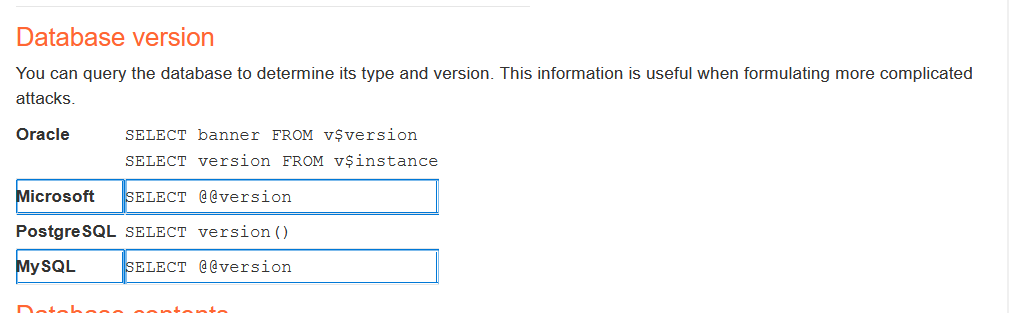 Database version
You can query the database to determine its type and version. This information is useful when formulating more complicated
attacks.
Oracle SELECT banner FROM v$version
SELECT version FROM v$instance
Microsoft SELECT @@version
PostgreSQL SELECT version()
MySQL SELECT @@version
Database contents